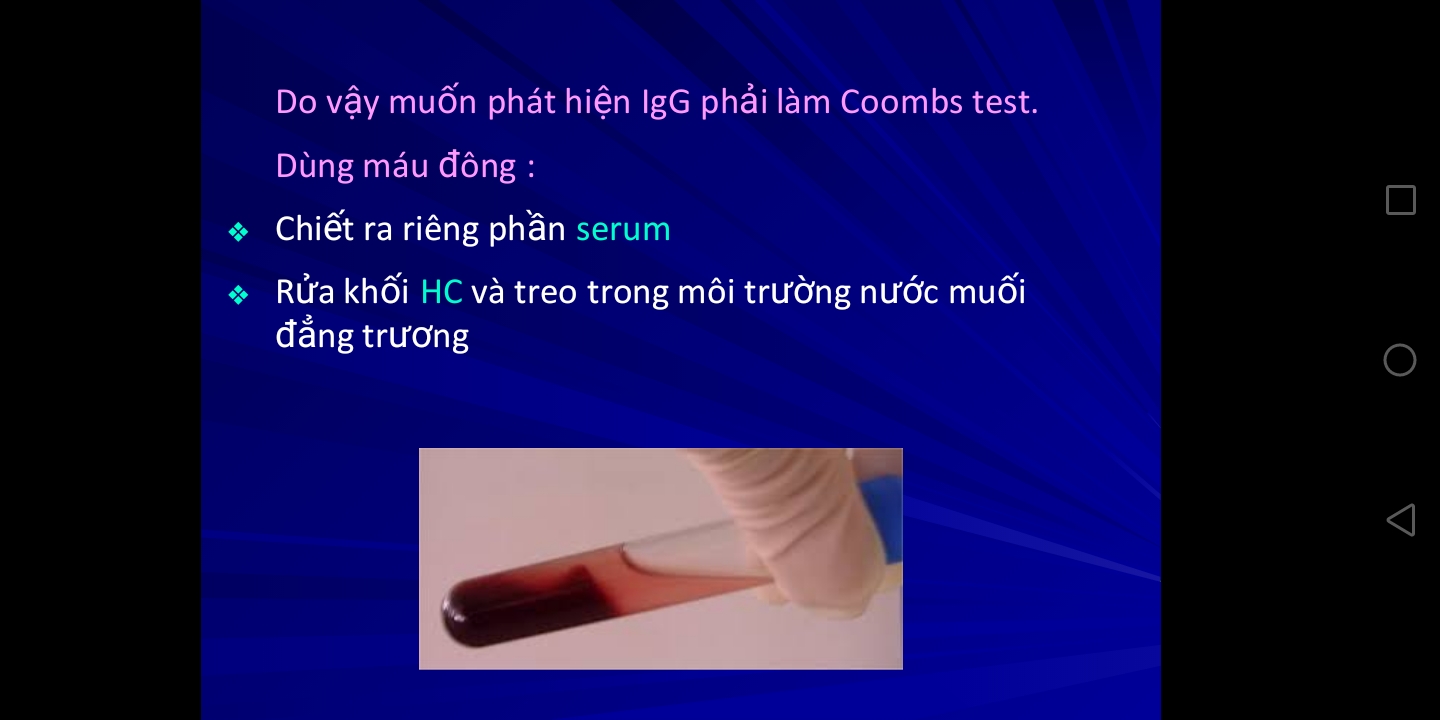 Do vậy muốn phát hiện IgG phải làm Coombs test.
Dùng máu đông :
Chiết ra riêng phần serum
Rửa khối HC và treo trong môi trường nước muối
đẳng trương